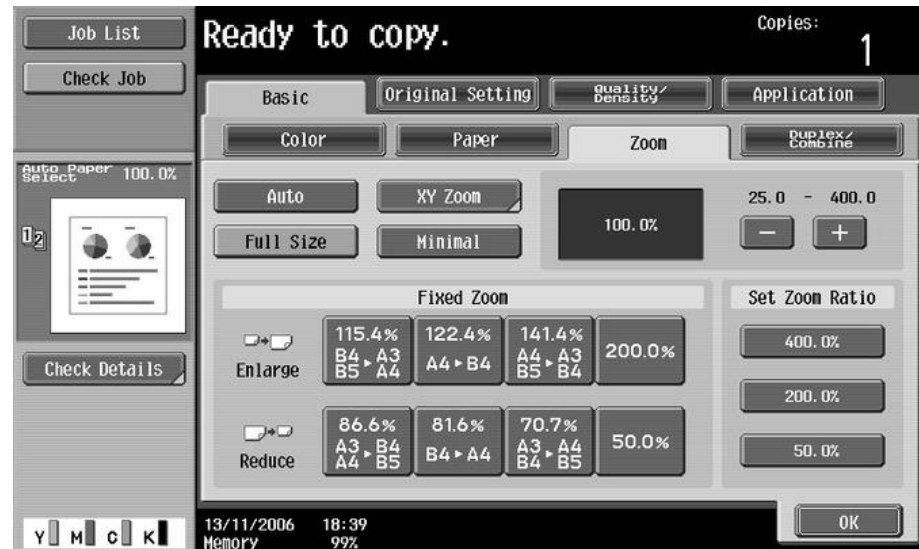 Job List
Check Job
Ready to copy.
Copies:
1
Basic
Original Setting
Quality/
Density
Application
Color
Paper
Zoom
Duplex/
Combine
Auto Paper
Select
100.0%
1 2
Auto
XY Zoom
Full Size
Minimal
100.0%
25.0 - 400.0
− +
Fixed Zoom
Enlarge
115.4%
B4▸A3
B5▸A4
122.4%
A4▸B4
141.4%
A4▸A3
B5▸B4
200.0%
Reduce
86.6%
A3▸B4
A4▸B5
81.6%
B4▸A4
70.7%
A3▸A4
B4▸B5
50.0%
Set Zoom Ratio
400.0%
200.0%
50.0%
Check Details
Y M C K
13/11/2006 18:39
Memory 99%
OK